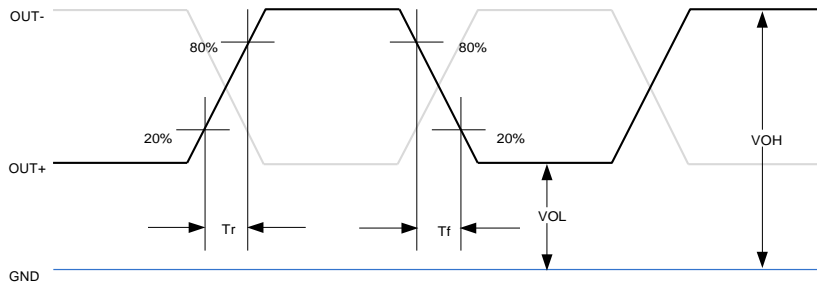 OUT-
80%
80%
20%
20%
OUT+
VOH
VOL
Tr
Tf
GND